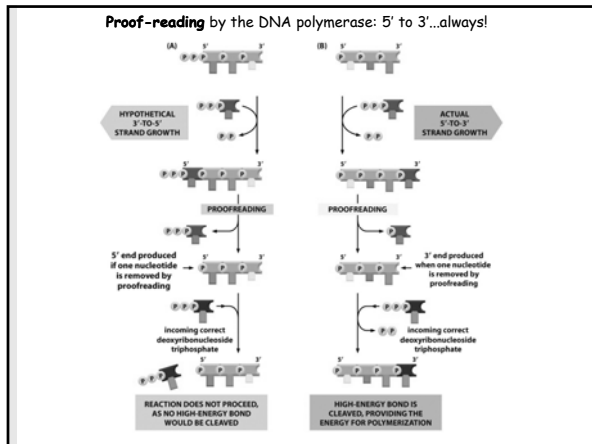 Proof-reading by the DNA polymerase: 5' to 3'...always!
(A)
5'
3'
P P P P P P
HYPOTHETICAL
3'-TO-5'
STRAND GROWTH
P P P
P P
5'
3'
P P P P P P P
PROOFREADING
P P P
5' end produced
if one nucleotide
is removed by
proofreading
5'
3'
P P P P
P P P
incoming correct
deoxyribonucleoside
triphosphate
P P P
5'
3'
P P P P
REACTION DOES NOT PROCEED,
AS NO HIGH-ENERGY BOND
WOULD BE CLEAVED
(B)
5'
3'
P P P
P P P
P P
ACTUAL
5'-TO-3'
STRAND GROWTH
5'
3'
P P P P
PROOFREADING
P
5'
3'
P P P
3' end produced
when one nucleotide
is removed by
proofreading
P P P
P P
incoming correct
deoxyribonucleoside
triphosphate
5'
3'
P P P P
HIGH-ENERGY BOND IS
CLEAVED, PROVIDING THE
ENERGY FOR POLYMERIZATION